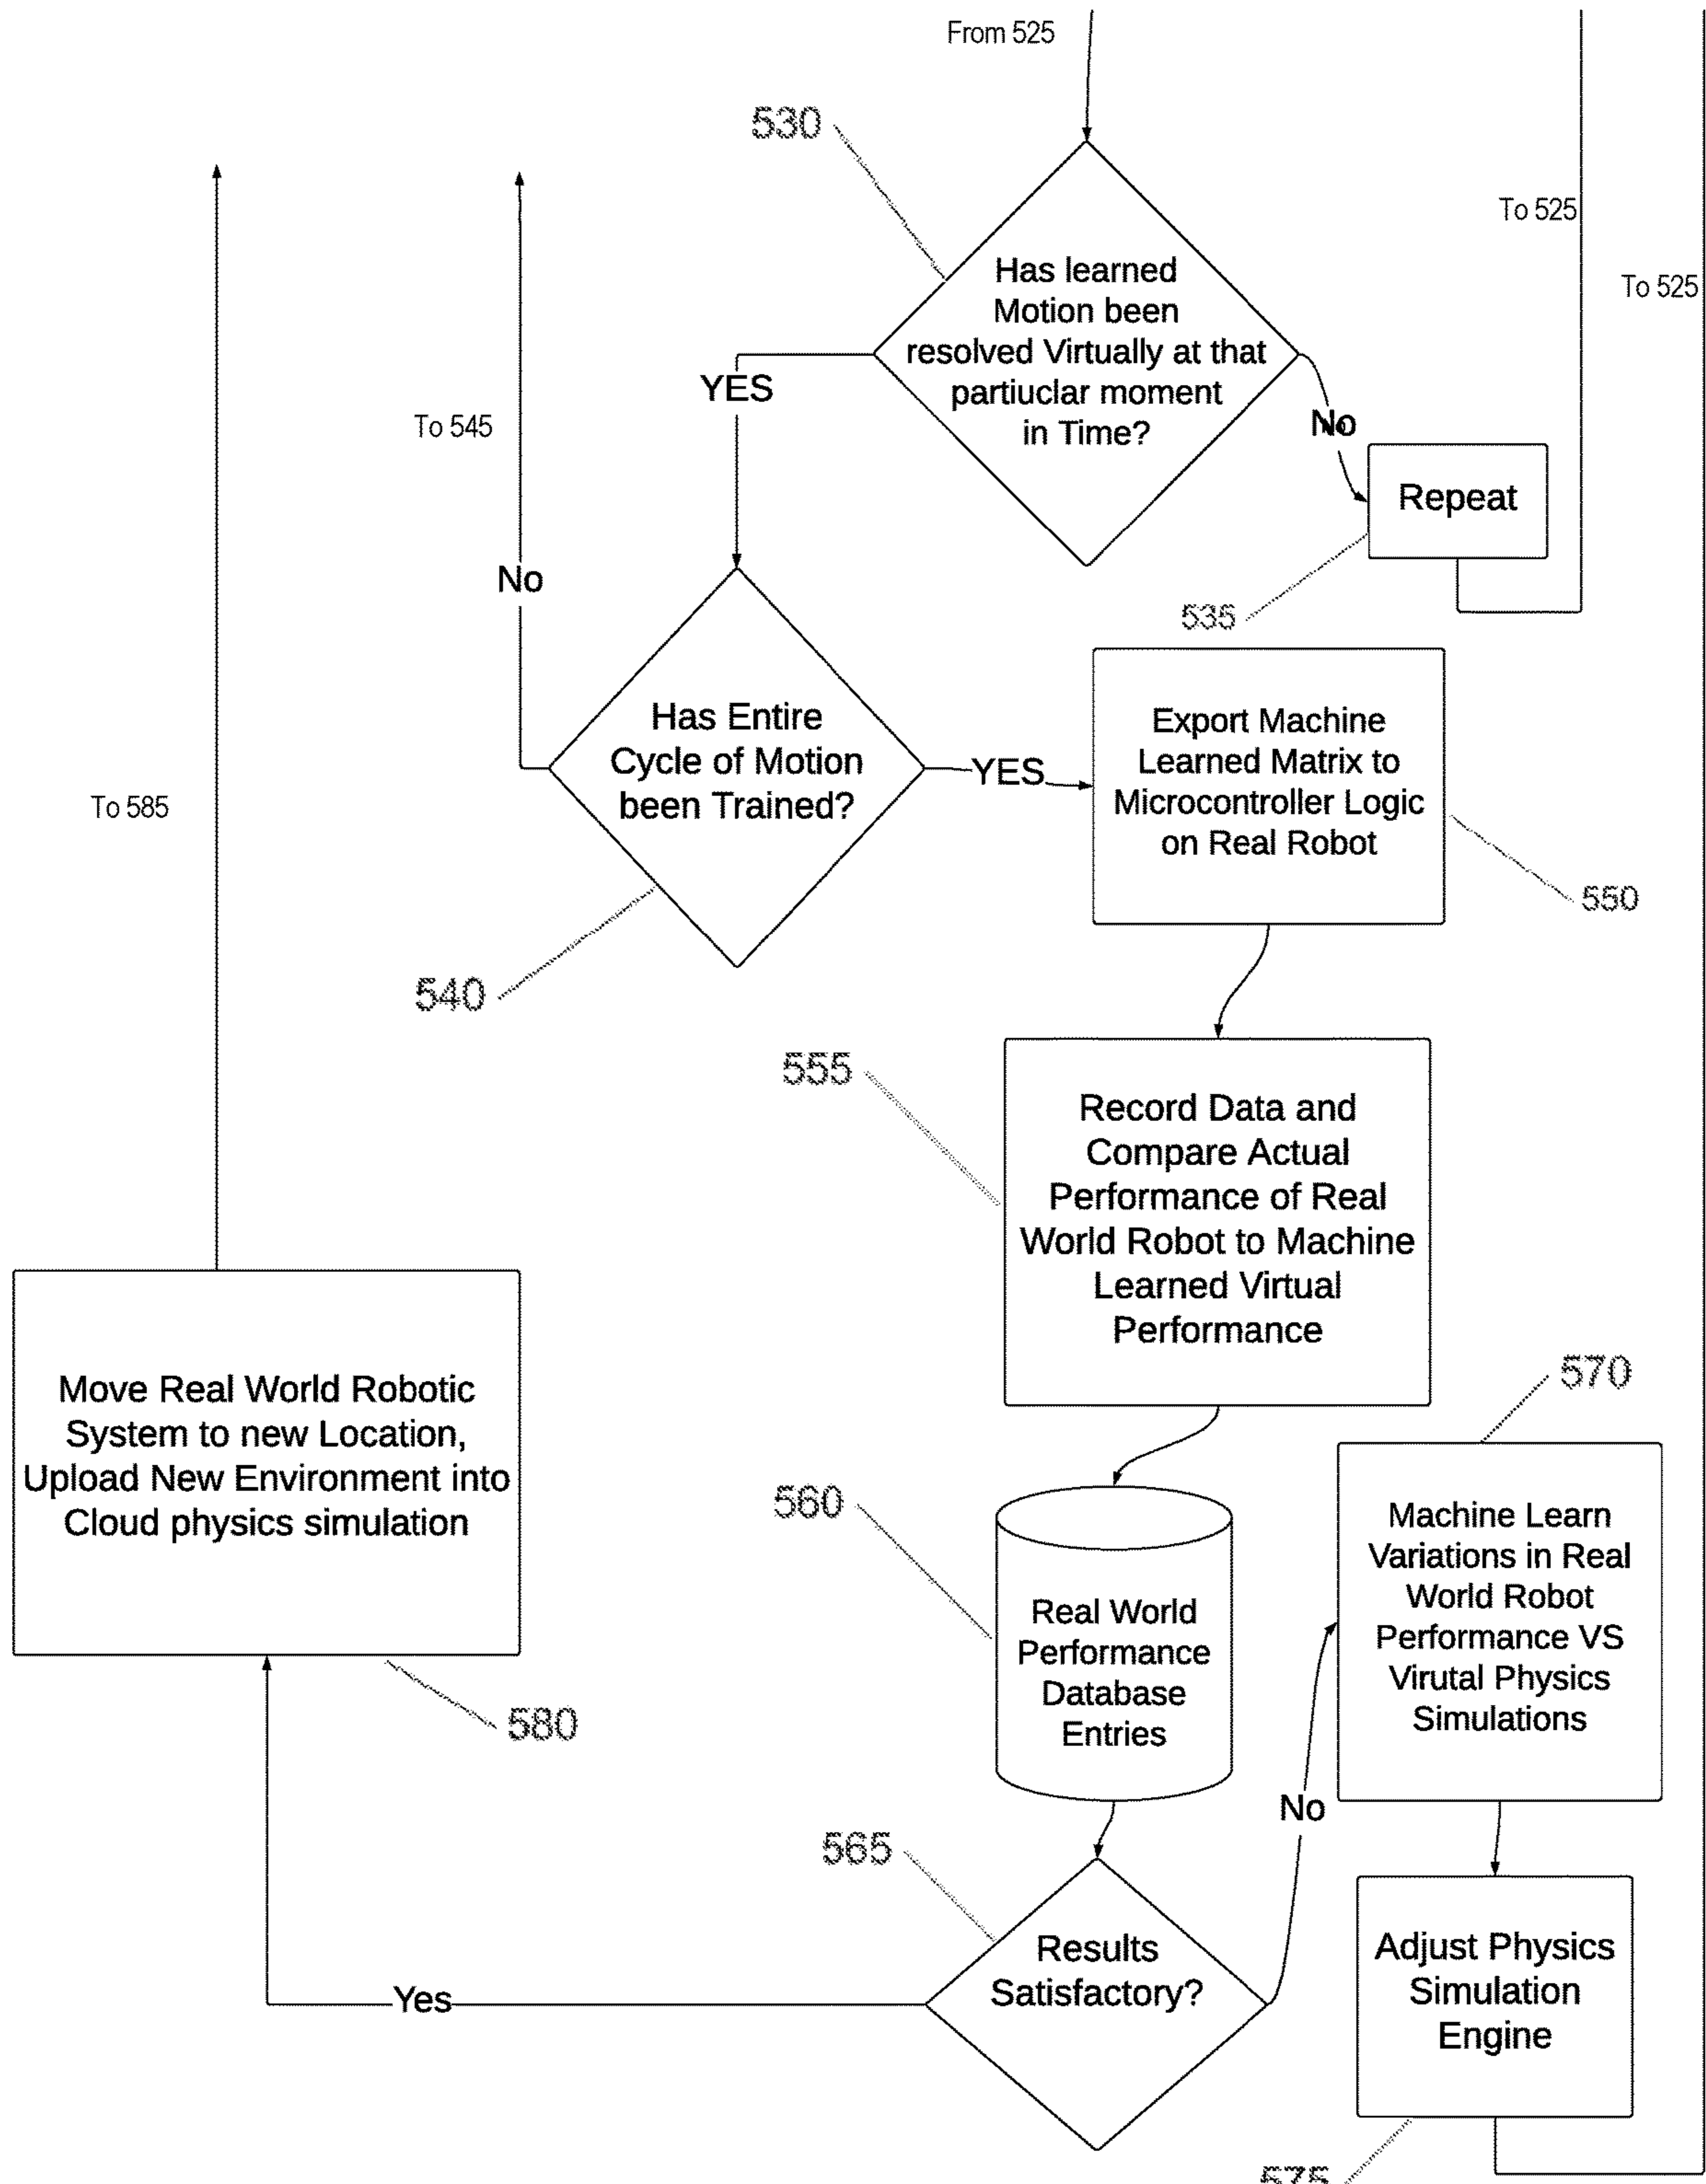 From 525
530
To 525
To 525
Has learned
Motion been
resolved Virtually at that
partiuclar moment
in Time?
YES
To 545
No
Repeat
No
535
Has Entire
Cycle of Motion
been Trained?
YES
Export Machine
Learned Matrix to
Microcontroller Logic
on Real Robot
To 585
550
540
555
Record Data and
Compare Actual
Performance of Real
World Robot to Machine
Learned Virtual
Performance
570
Move Real World Robotic
System to new Location,
Upload New Environment into
Cloud physics simulation
560
Machine Learn
Variations in Real
World Robot
Performance VS
Virutal Physics
Simulations
Real World
Performance
Database
Entries
580
No
565
Results
Satisfactory?
Adjust Physics
Simulation
Engine
Yes
575